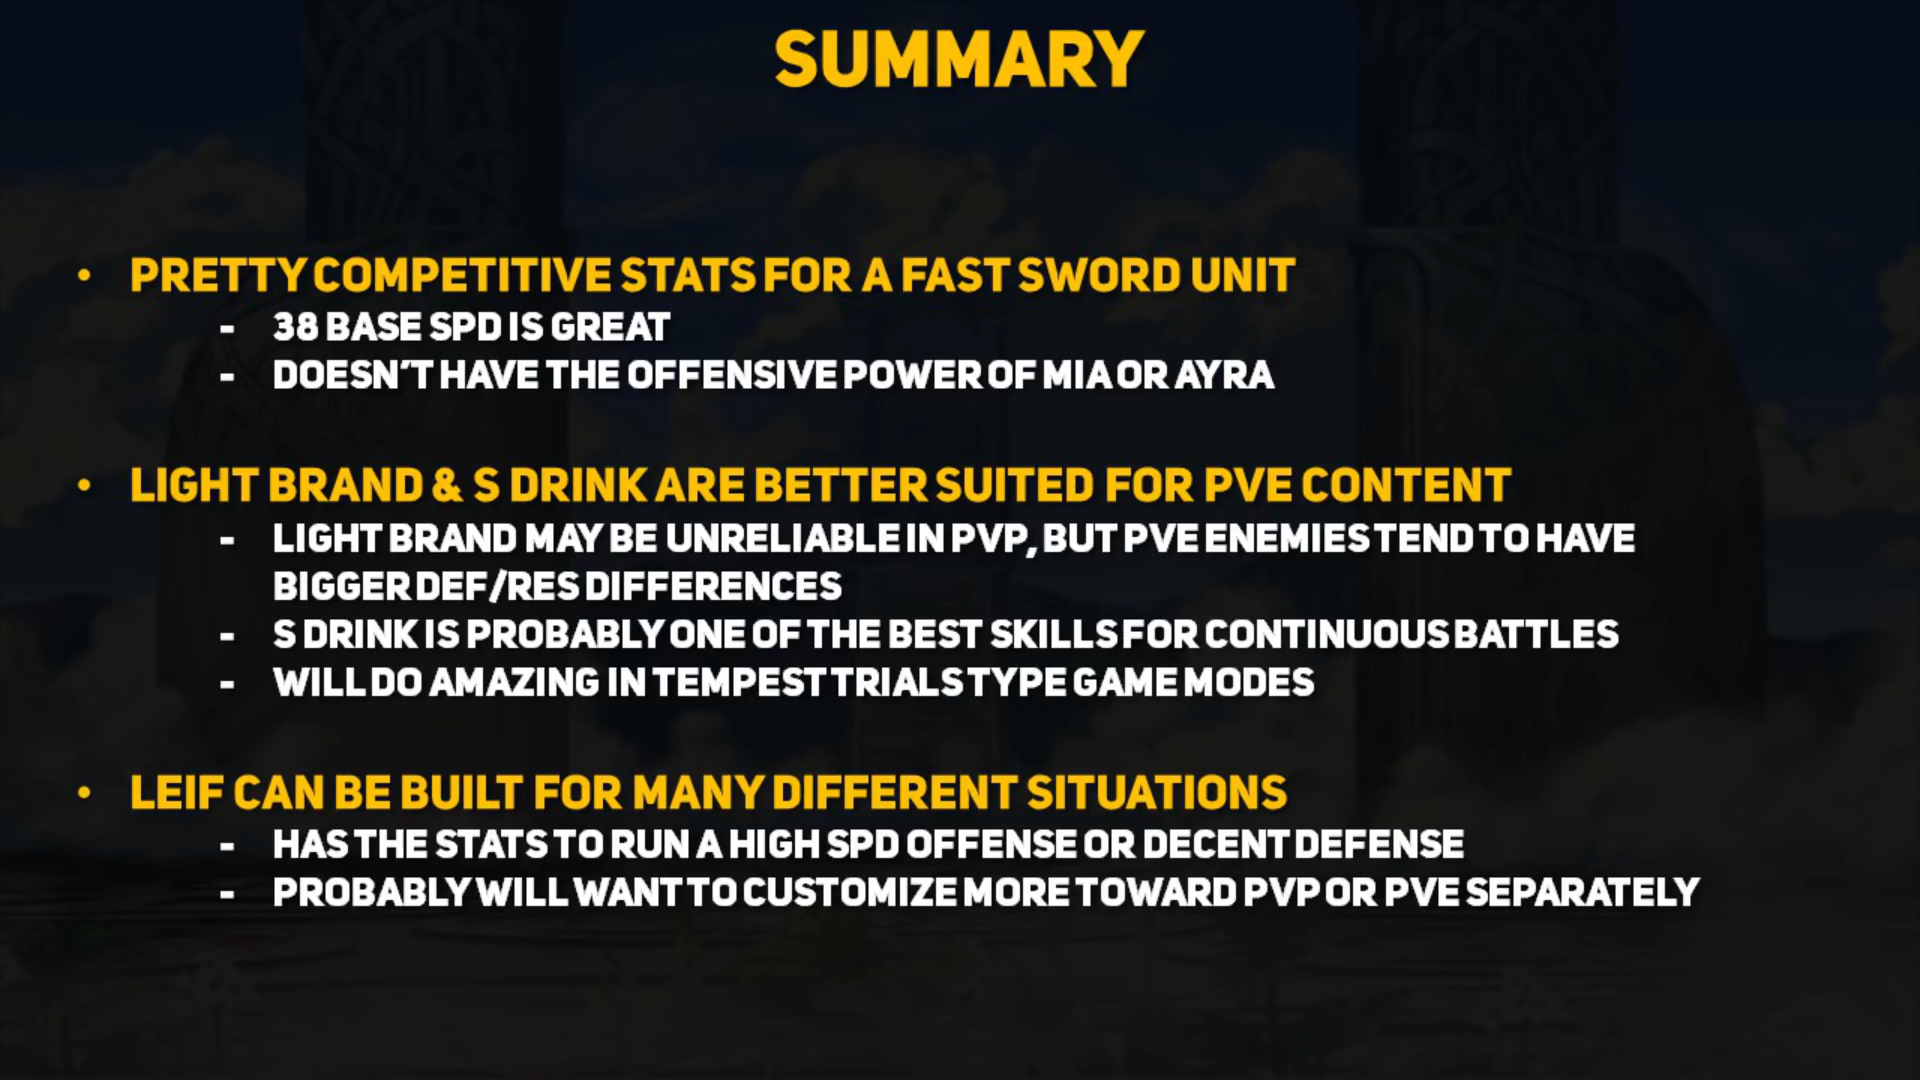 SUMMARY
• PRETTY COMPETITIVE STATS FOR A FAST SWORD UNIT
- 38 BASE SPD IS GREAT
- DOESN'T HAVE THE OFFENSIVE POWER OF MIA OR AYRA
• LIGHT BRAND & S DRINK ARE BETTER SUITED FOR PVE CONTENT
- LIGHT BRAND MAY BE UNRELIABLE IN PVP, BUT PVE ENEMIES TEND TO HAVE
BIGGER DEF/RES DIFFERENCES
- S DRINK IS PROBABLY ONE OF THE BEST SKILLS FOR CONTINUOUS BATTLES
- WILL DO AMAZING IN TEMPEST TRIALS TYPE GAME MODES
• LEIF CAN BE BUILT FOR MANY DIFFERENT SITUATIONS
- HAS THE STATS TO RUN A HIGH SPD OFFENSE OR DECENT DEFENSE
- PROBABLY WILL WANT TO CUSTOMIZE MORE TOWARD PVP OR PVE SEPARATELY